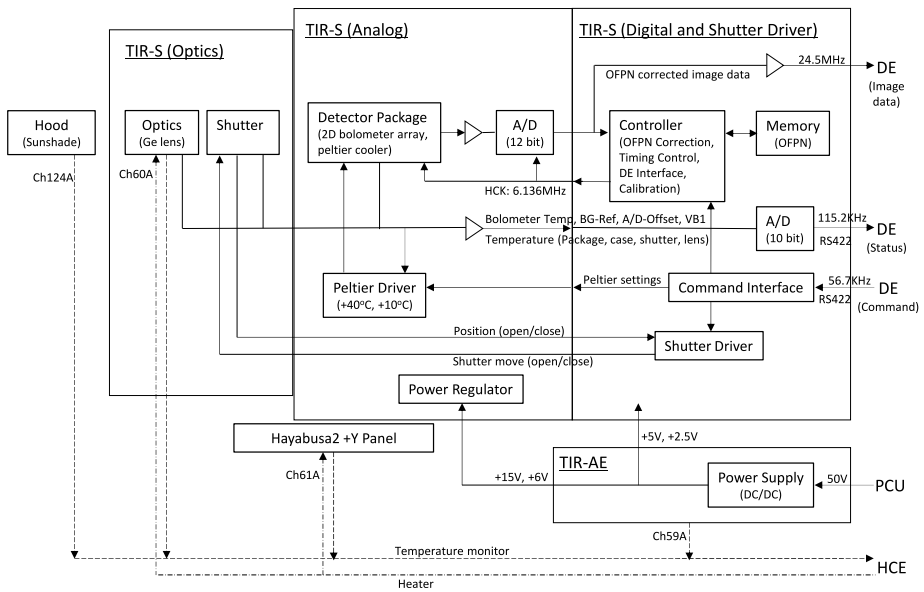 TIR-S (Optics)
TIR-S (Analog)
TIR-S (Digital and Shutter Driver)
24.5MHz
DE
(Image
data)
OFPN corrected image data
Hood
(Sunshade)
Optics
(Ge lens)
Shutter
Detector Package
(2D bolometer array,
peltier cooler)
A/D
(12 bit)
Controller
(OFPN Correction,
Timing Control,
DE Interface,
Calibration)
Memory
(OFPN)
Ch124A
Ch60A
HCK: 6.136MHz
Bolometer Temp, BG-Ref, A/D-Offset, VB1
Temperature (Package, case, shutter, lens)
A/D
(10 bit)
115.2KHz
RS422
DE
(Status)
Peltier Driver
(+40°C, +10°C)
Peltier settings
Command Interface
56.7KHz
RS422
DE
(Command)
Position (open/close)
Shutter move (open/close)
Shutter Driver
Power Regulator
Hayabusa2 +Y Panel
+5V, +2.5V
Ch61A
TIR-AE
+15V, +6V
Power Supply
(DC/DC)
50V
PCU
Ch59A
Temperature monitor
HCE
Heater